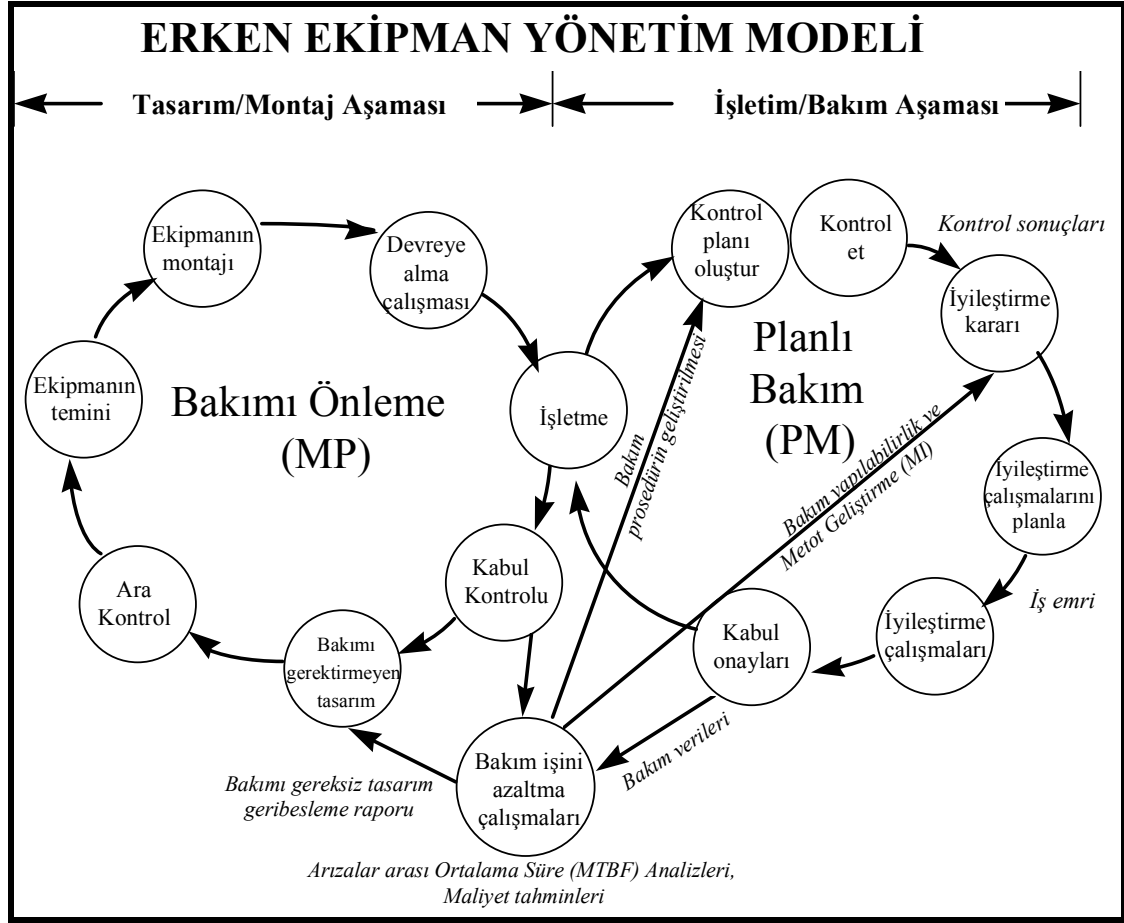 ERKEN EKİPMAN YÖNETİM MODELİ
Tasarım/Montaj Aşaması
İşletim/Bakım Aşaması
Ekipmanın
montajı
Devreye
alma
çalışması
Kontrol
planı
oluştur
Kontrol
et
Kontrol sonuçları
İyileştirme
kararı
Ekipmanın
temini
Bakımı Önleme
(MP)
İşletme
Bakım
prosedürin geliştirilmesi
Planlı
Bakım
(PM)
Bakım yapılabilirlik ve
Metot Geliştirme (MI)
İyileştirme
çalışmalarını
planla
Ara
Kontrol
Kabul
Kontrolu
İş emri
Bakımı
gerektirmeyen
tasarım
Kabul
onayları
İyileştirme
çalışmaları
Bakım verileri
Bakım işini
azaltma
çalışmaları
Bakımı gereksiz tasarım
geribesleme raporu
Arızalar arası Ortalama Süre (MTBF) Analizleri,
Maliyet tahminleri